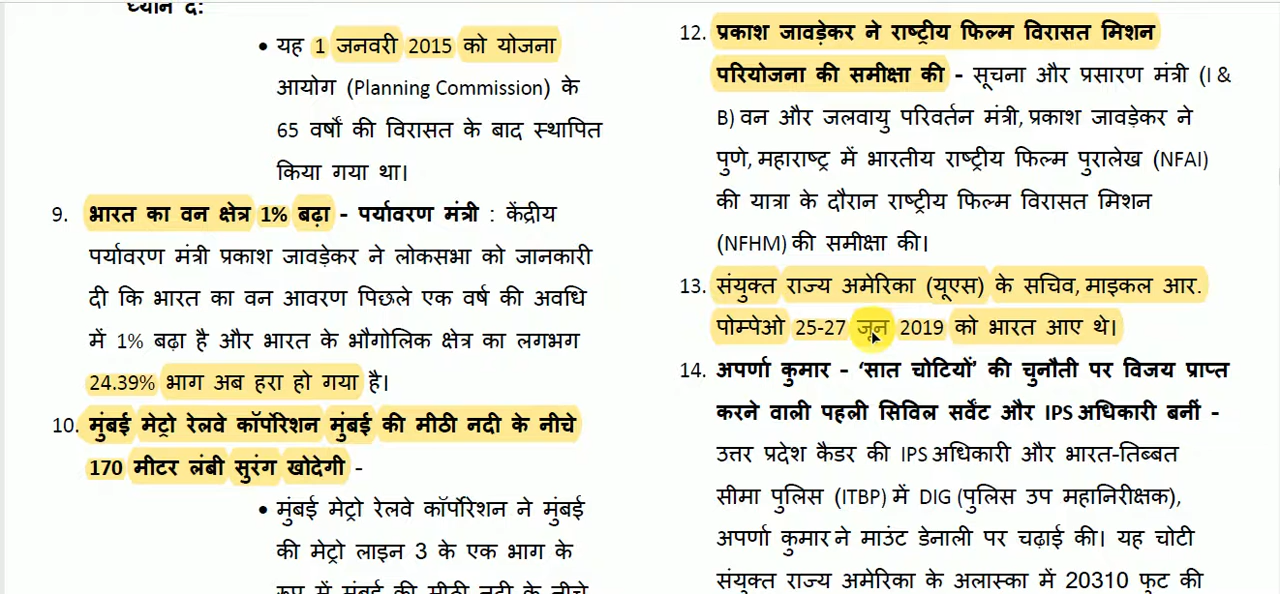 ध्यान दें:
• यह 1 जनवरी 2015 को योजना
आयोग (Planning Commission) के
65 वर्षों की विरासत के बाद स्थापित
किया गया था।
9. भारत का वन क्षेत्र 1% बढ़ा - पर्यावरण मंत्री : केंद्रीय
पर्यावरण मंत्री प्रकाश जावड़ेकर ने लोकसभा को जानकारी
दी कि भारत का वन आवरण पिछले एक वर्ष की अवधि
में 1% बढ़ा है और भारत के भौगोलिक क्षेत्र का लगभग
24.39% भाग अब हरा हो गया है।
10. मुंबई मेट्रो रेलवे कॉर्पोरेशन मुंबई की मीठी नदी के नीचे
170 मीटर लंबी सुरंग खोदेगी -
• मुंबई मेट्रो रेलवे कॉर्पोरेशन ने मुंबई
की मेट्रो लाइन 3 के एक भाग के
रूप में मुंबई की मीठी नदी के नीचे
12. प्रकाश जावड़ेकर ने राष्ट्रीय फिल्म विरासत मिशन
परियोजना की समीक्षा की - सूचना और प्रसारण मंत्री (I &
B) वन और जलवायु परिवर्तन मंत्री, प्रकाश जावड़ेकर ने
पुणे, महाराष्ट्र में भारतीय राष्ट्रीय फिल्म पुरालेख (NFAI)
की यात्रा के दौरान राष्ट्रीय फिल्म विरासत मिशन
(NFHM) की समीक्षा की।
13. संयुक्त राज्य अमेरिका (यूएस) के सचिव, माइकल आर.
पोम्पेओ 25-27 जून 2019 को भारत आए थे।
14. अपर्णा कुमार - ‘सात चोटियों’ की चुनौती पर विजय प्राप्त
करने वाली पहली सिविल सर्वेंट और IPS अधिकारी बनीं -
उत्तर प्रदेश कैडर की IPS अधिकारी और भारत-तिब्बत
सीमा पुलिस (ITBP) में DIG (पुलिस उप महानिरीक्षक),
अपर्णा कुमार ने माउंट डेनाली पर चढ़ाई की। यह चोटी
संयुक्त राज्य अमेरिका के अलास्का में 20310 फुट की